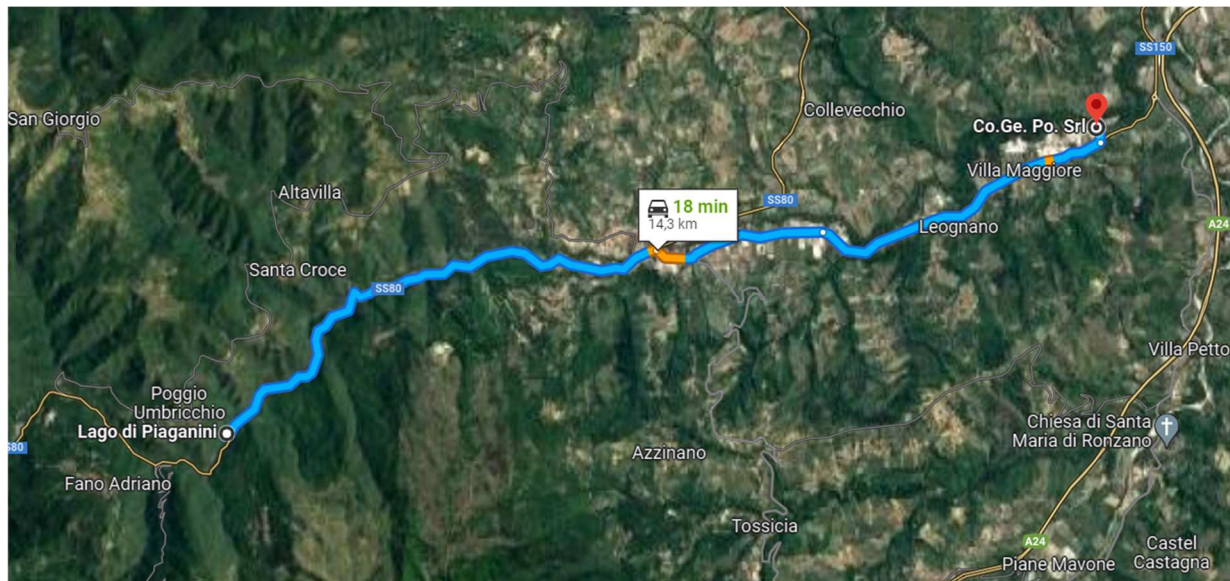 SS150
Collevecchio
San Giorgio
Co.Ge. Po. Srl
Villa Maggiore
Altavilla
SS80
18 min
14,3 km
A24
Leognano
Santa Croce
SS80
Villa Petto
Poggio
Umbricchio
Lago di Piaganini
Chiesa di Santa
Maria di Ronzano
SS80
Azzinano
Fano Adriano
Tossicia
A24
Castel
Castagna
Piane Mavone